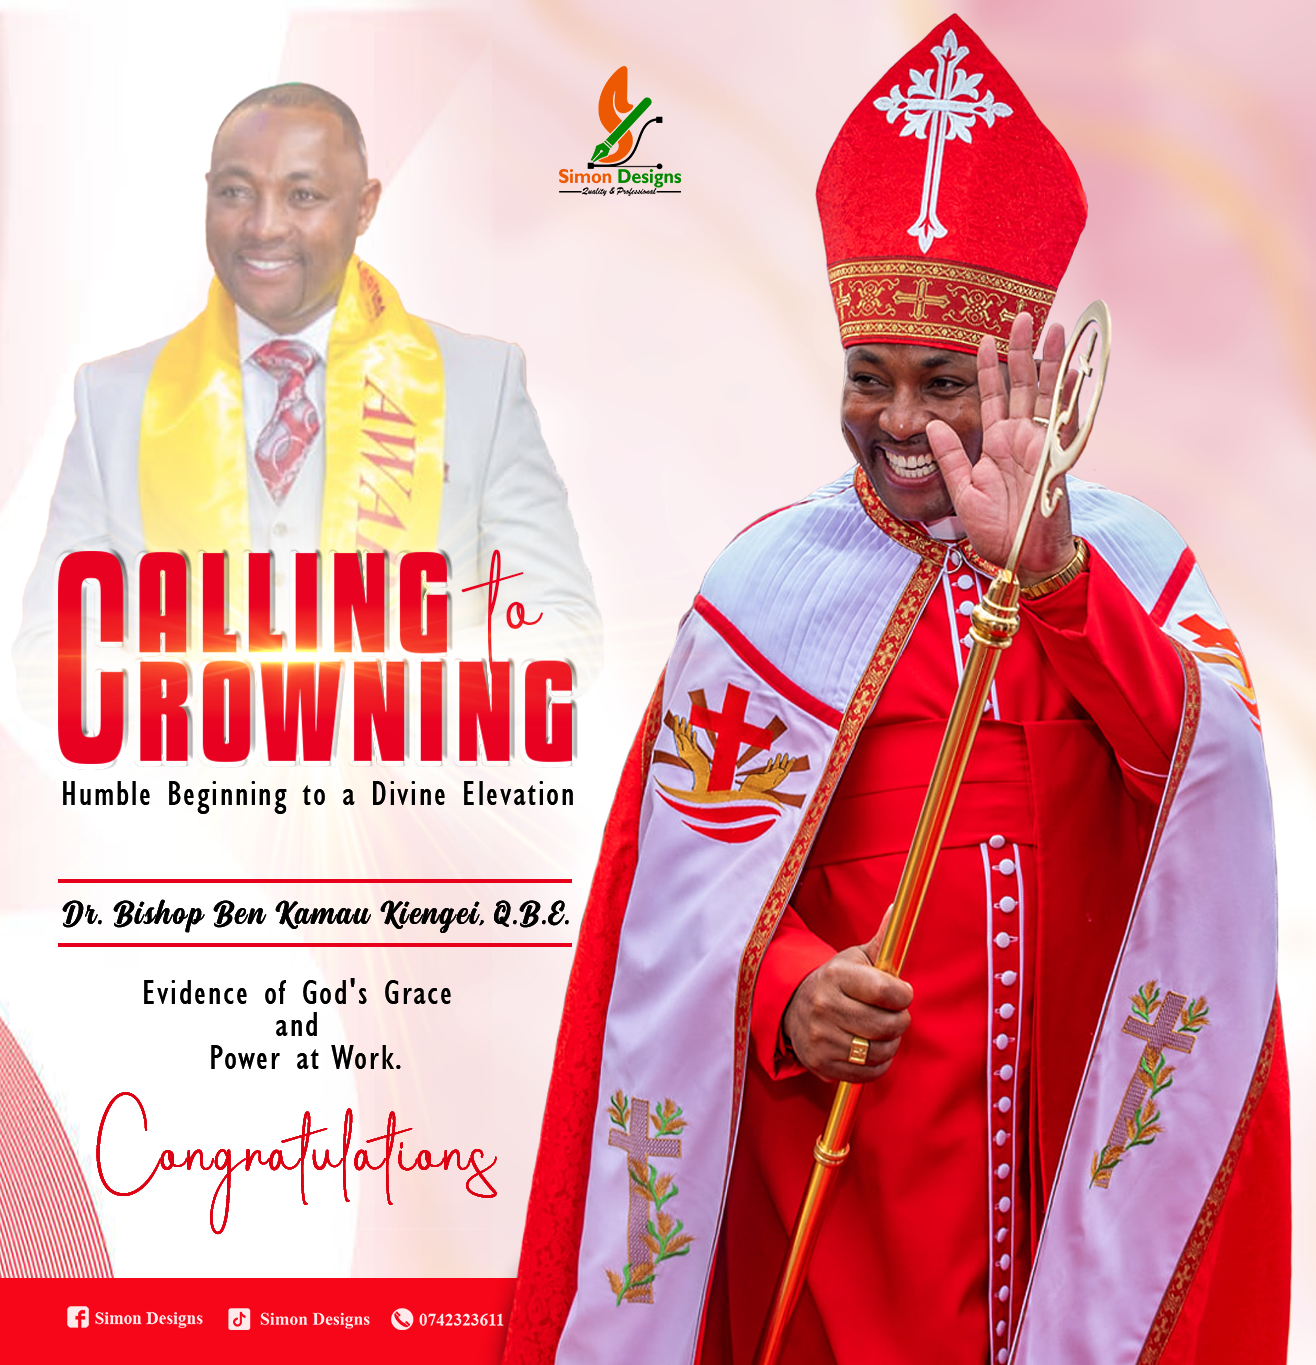 Simon Designs
Quality & Professional
AWA
CALLING to
CROWNING
Humble Beginning to a Divine Elevation
Dr. Bishop Ben Kamau Kiengei, Q.B.E.
Evidence of God's Grace
and
Power at Work.
Congratulations
Simon Designs Simon Designs 0742323611